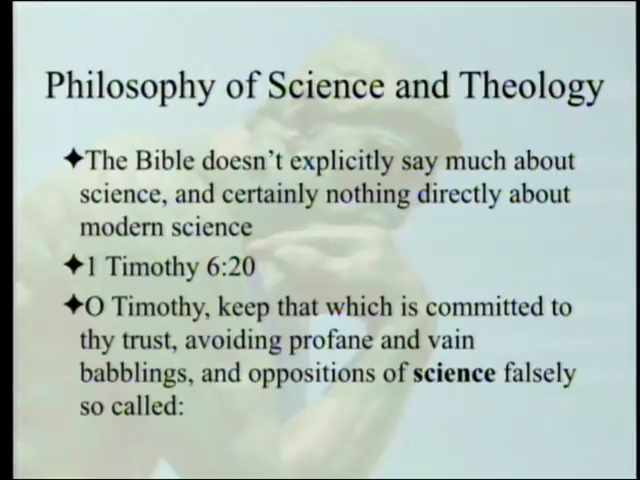 Philosophy of Science and Theology
✦The Bible doesn't explicitly say much about
science, and certainly nothing directly about
modern science
✦1 Timothy 6:20
✦O Timothy, keep that which is committed to
thy trust, avoiding profane and vain
babblings, and oppositions of science falsely
so called: